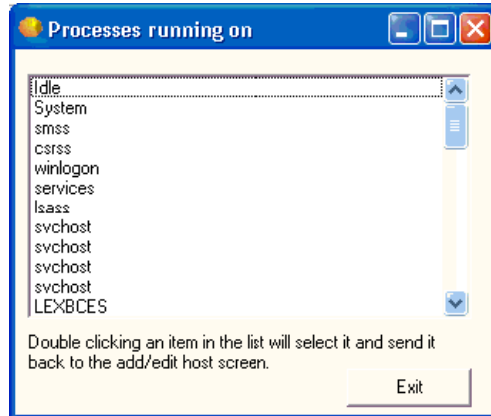 Processes running on
Idle
System
smss
csrss
winlogon
services
lsass
svchost
svchost
svchost
svchost
LEXBCES
Double clicking an item in the list will select it and send it
back to the add/edit host screen.
Exit